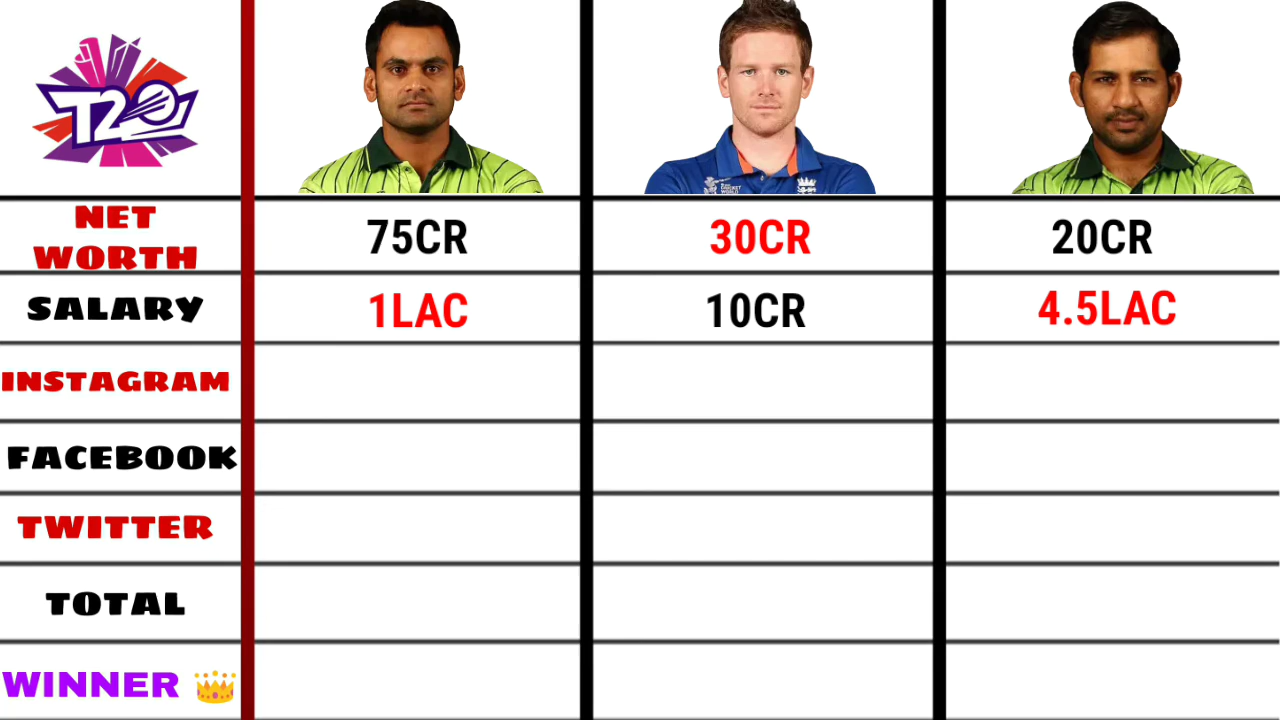 T20
NET
WORTH
75CR
30CR
20CR
SALARY
1LAC
10CR
4.5LAC
INSTAGRAM
FACEBOOK
TWITTER
TOTAL
WINNER 👑